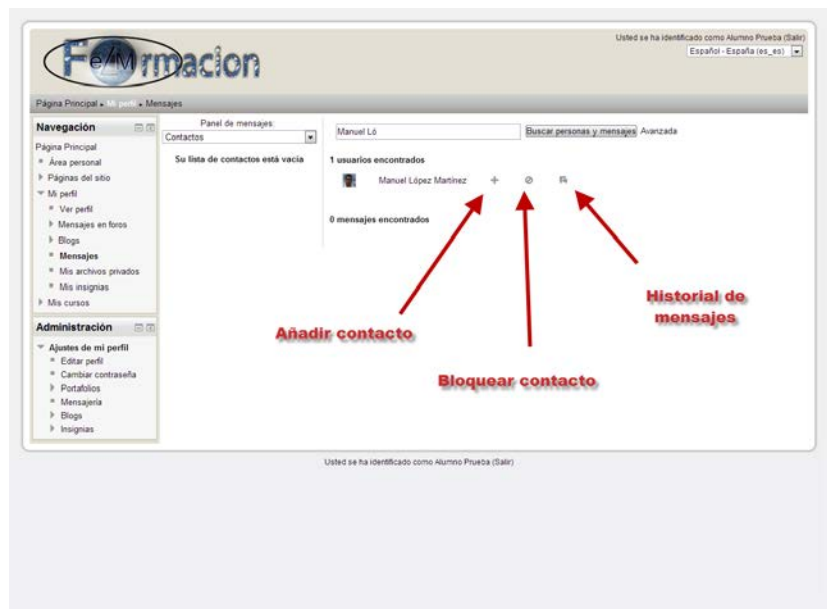 Usted se ha identificado como Alumno Prueba (Salir)
Español - España (es_es)
Fe/M rmacion
Página Principal ▸ Mi perfil ▸ Mensajes
Navegación
Página Principal
Área personal
Páginas del sitio
Mi perfil
Ver perfil
Mensajes en foros
Blogs
Mensajes
Mis archivos privados
Mis insignias
Mis cursos
Administración
Ajustes de mi perfil
Editar perfil
Cambiar contraseña
Portafolios
Mensajería
Blogs
Insignias
Panel de mensajes:
Contactos
Su lista de contactos está vacía
Manuel Ló
Buscar personas y mensajes Avanzada
1 usuarios encontrados
Manuel López Martínez
0 mensajes encontrados
Añadir contacto
Bloquear contacto
Historial de
mensajes
Usted se ha identificado como Alumno Prueba (Salir)